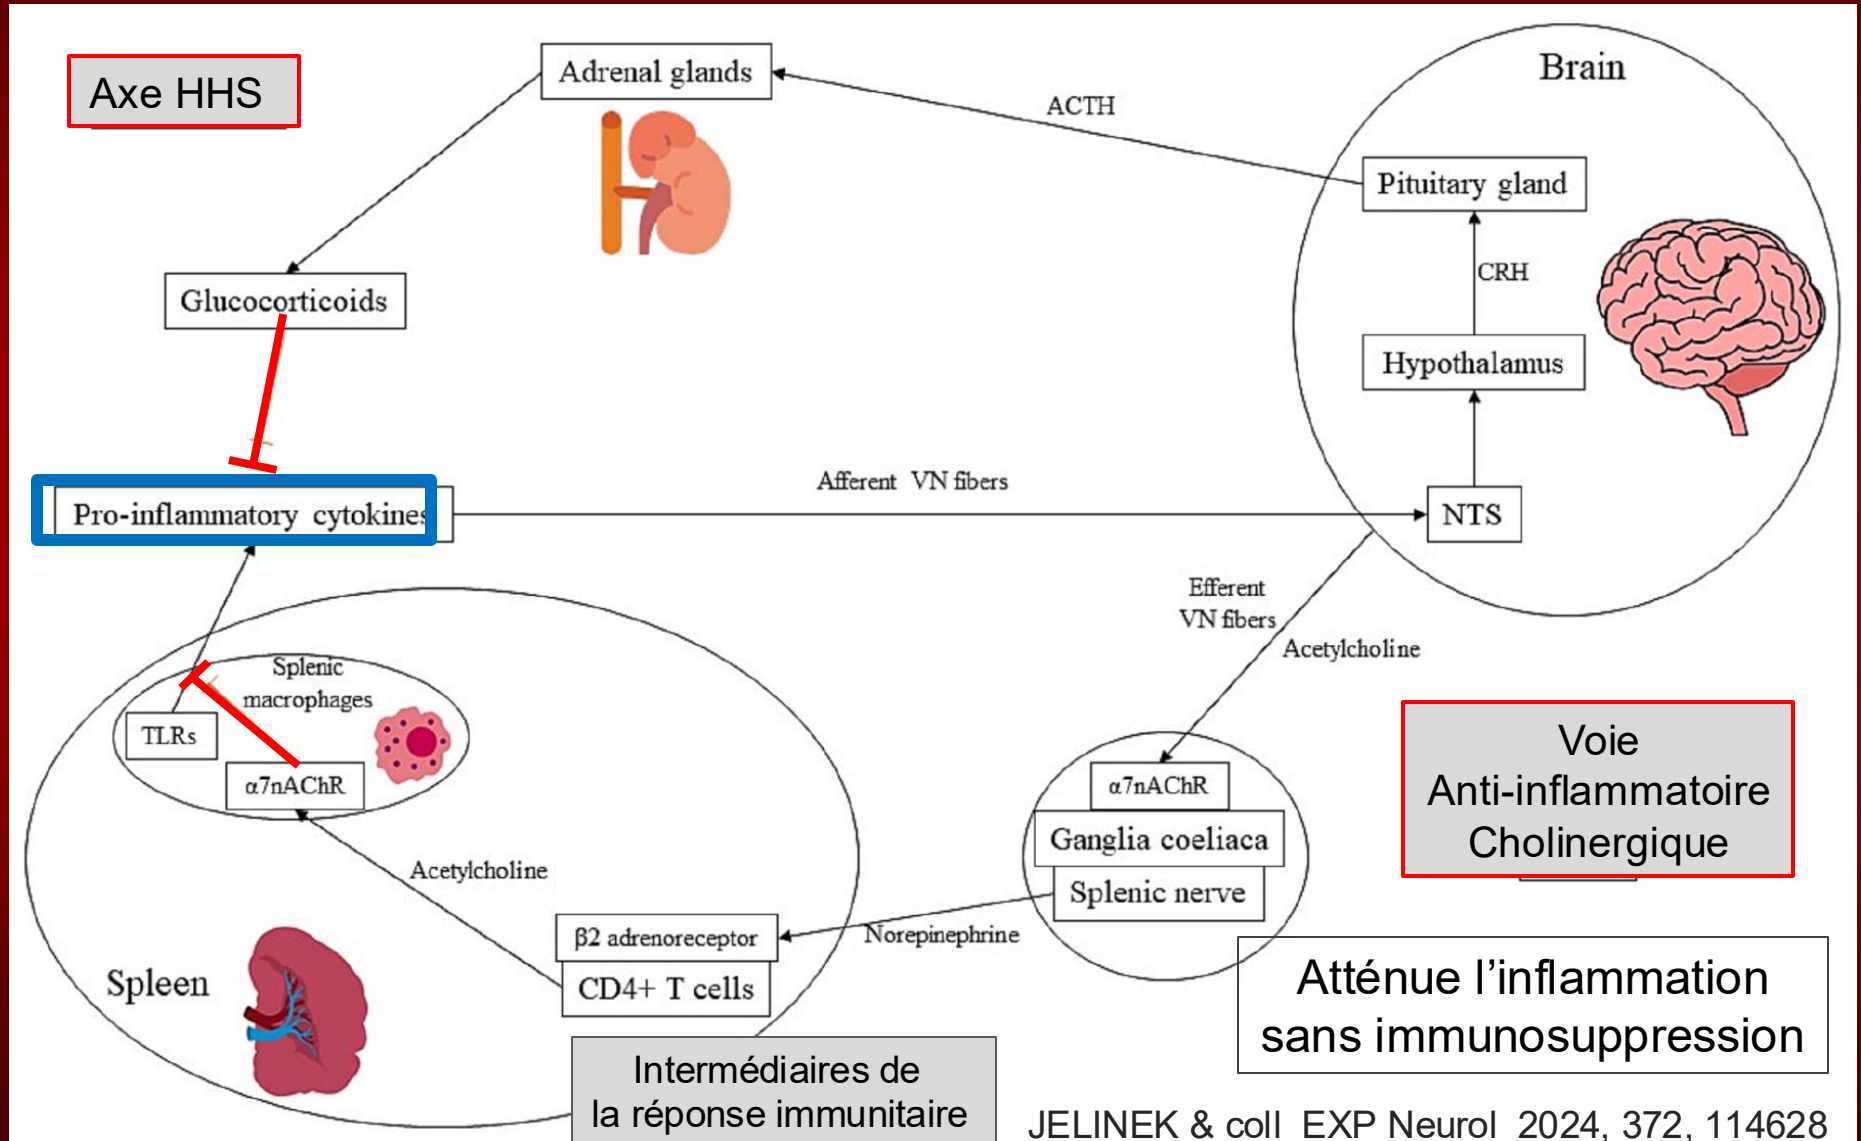 Axe HHS
Adrenal glands
Brain
ACTH
Pituitary gland
CRH
Glucocorticoids
Hypothalamus
Afferent VN fibers
Pro-inflammatory cytokines
NTS
Efferent
VN fibers
Acetylcholine
Splenic
macrophages
TLRs
α7nAChR
α7nAChR
Ganglia coeliaca
Splenic nerve
Voie
Anti-inflammatoire
Cholinergique
Acetylcholine
β2 adrenoreceptor
CD4+ T cells
Norepinephrine
Spleen
Atténue l’inflammation
sans immunosuppression
Intermédiaires de
la réponse immunitaire
JELINEK & coll EXP Neurol 2024, 372, 114628